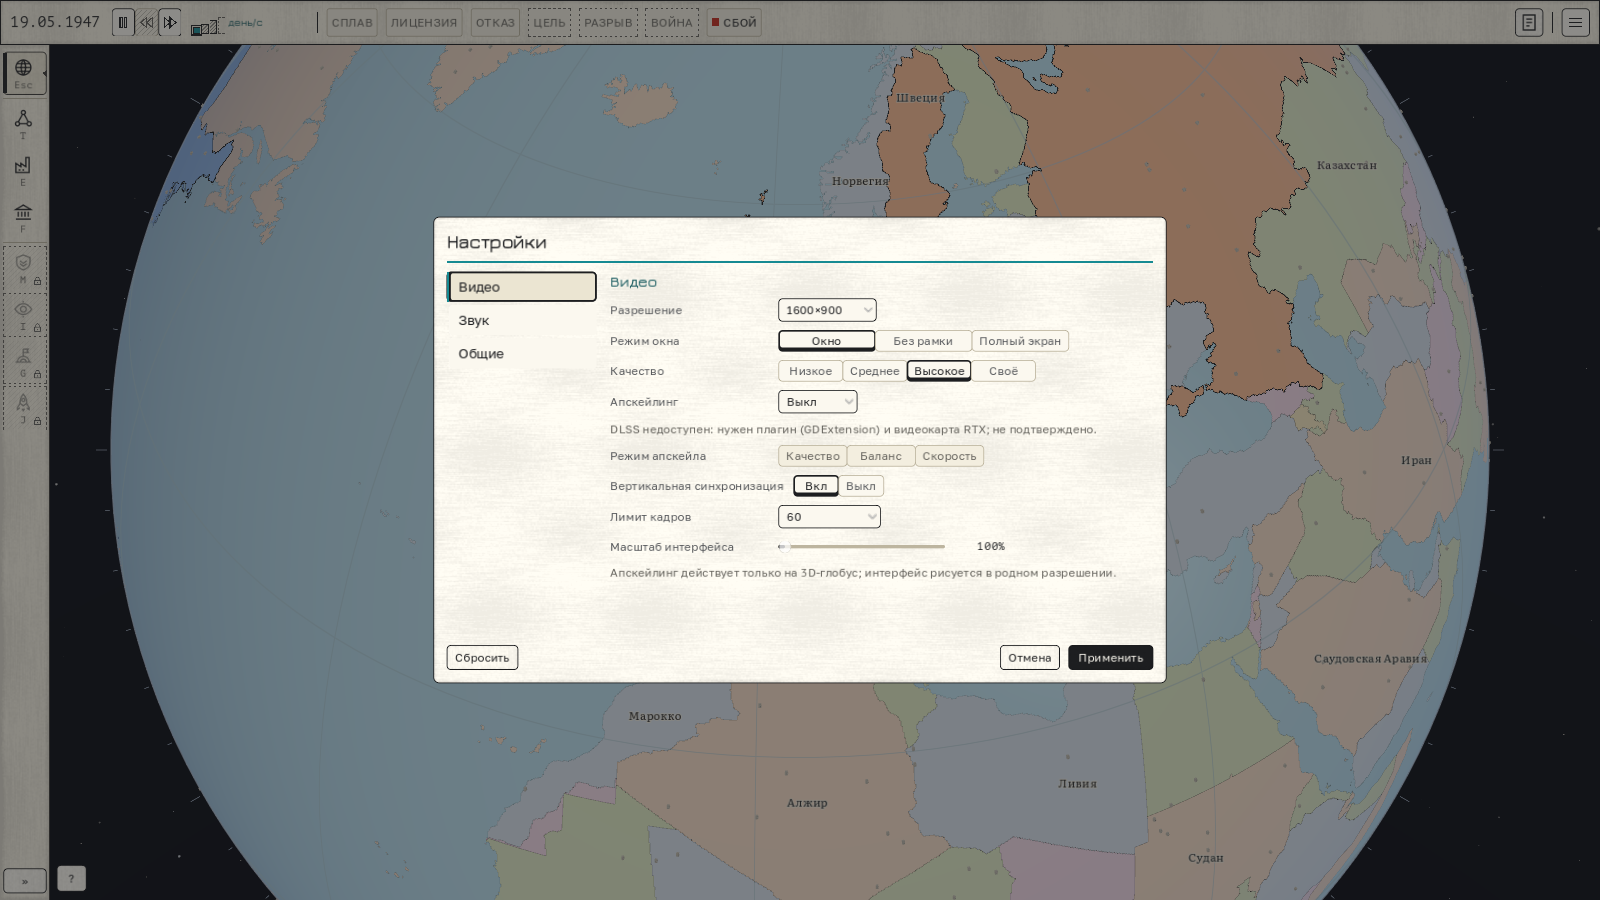 19.05.1947
день/с
СПЛАВ
ЛИЦЕНЗИЯ
ОТКАЗ
ЦЕЛЬ
РАЗРЫВ
ВОЙНА
СБОЙ
Esc
T
E
F
M
I
G
J
»
?
Швеция
Норвегия
Казахстан
Иран
Саудовская Аравия
Марокко
Алжир
Ливия
Судан
Настройки
Видео
Звук
Общие
Видео
Разрешение 1600×900
Режим окна Окно Без рамки Полный экран
Качество Низкое Среднее Высокое Своё
Апскейлинг Выкл
DLSS недоступен: нужен плагин (GDExtension) и видеокарта RTX; не подтверждено.
Режим апскейла Качество Баланс Скорость
Вертикальная синхронизация Вкл Выкл
Лимит кадров 60
Масштаб интерфейса 100%
Апскейлинг действует только на 3D-глобус; интерфейс рисуется в родном разрешении.
Сбросить Отмена Применить